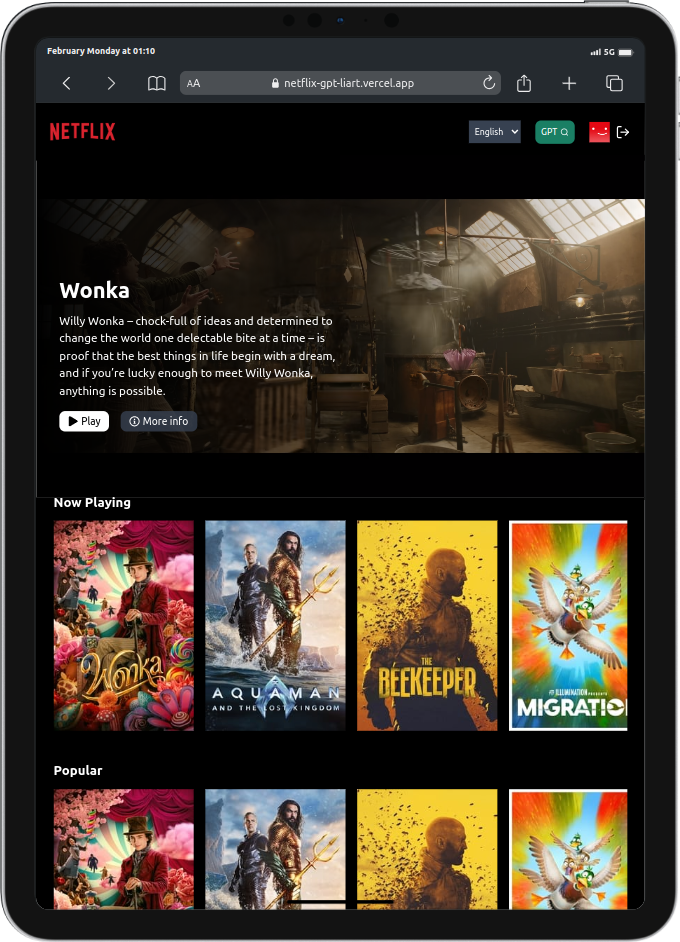 February Monday at 01:10
5G
AA
netflix-gpt-liart.vercel.app
NETFLIX
English
GPT
Wonka
Willy Wonka – chock-full of ideas and determined to
change the world one delectable bite at a time – is
proof that the best things in life begin with a dream,
and if you're lucky enough to meet Willy Wonka,
anything is possible.
Play
More info
Now Playing
Wonka
AQUAMAN
AND THE LOST KINGDOM
THE
BEEKEEPER
ILLUMINATION PRESENTS
MIGRATIO
Popular